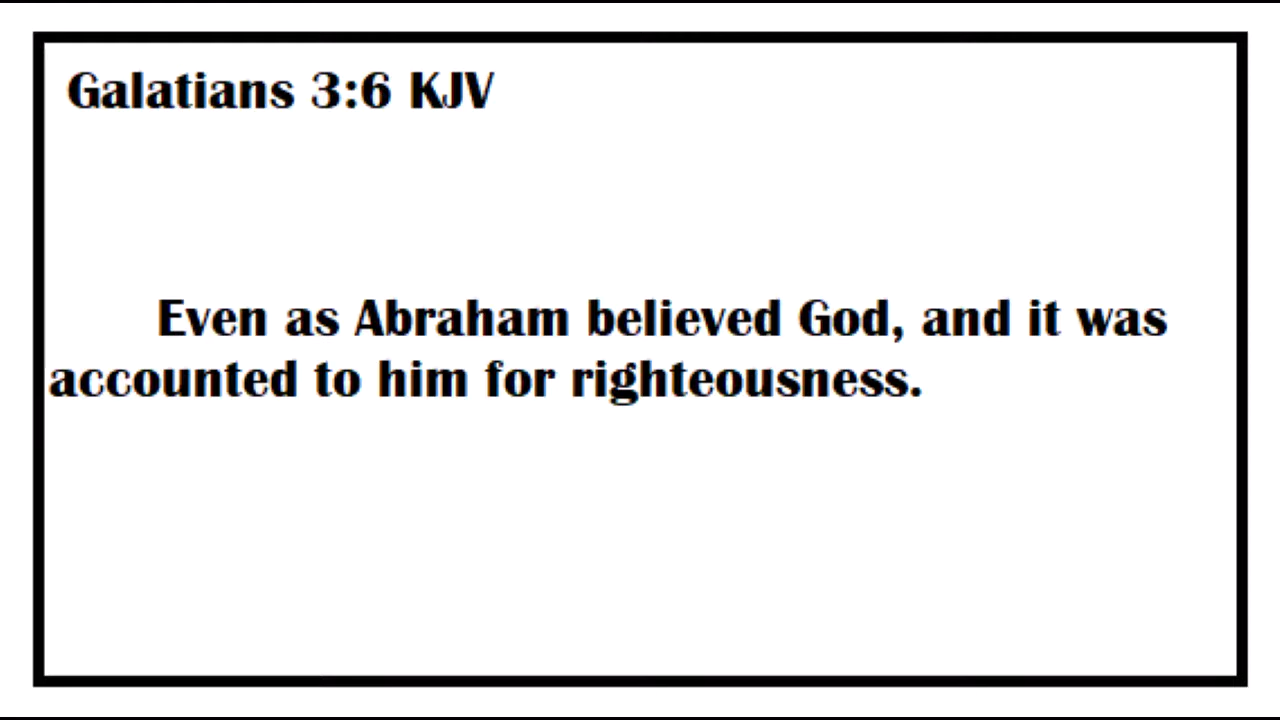 Galatians 3:6 KJV
Even as Abraham believed God, and it was
accounted to him for righteousness.